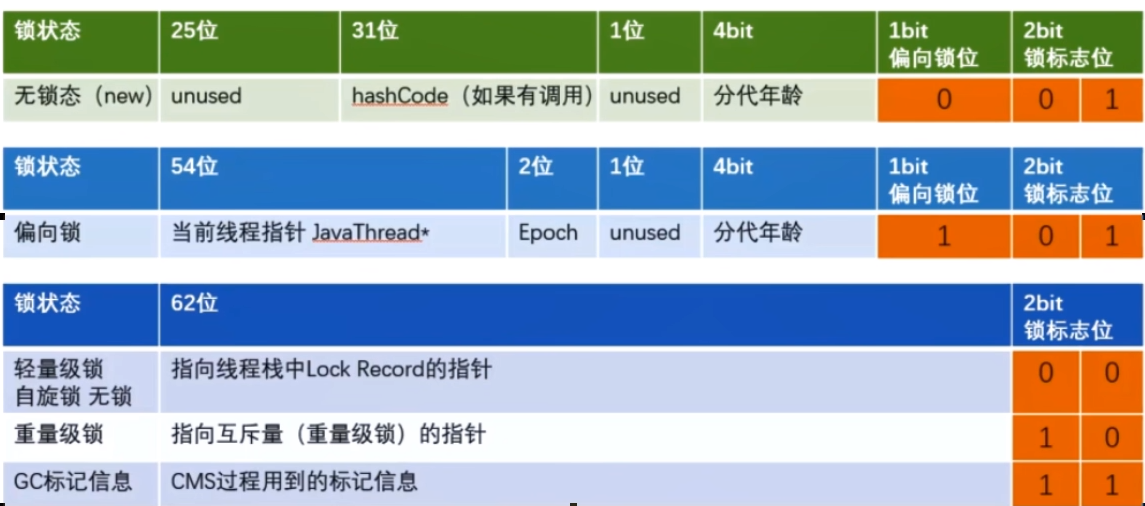 锁状态 25位 31位 1位 4bit 1bit 2bit
偏向锁位 锁标志位
无锁态（new) unused hashCode（如果有调用） unused 分代年龄 0 0 1
锁状态 54位 2位 1位 4bit 1bit 2bit
偏向锁位 锁标志位
偏向锁 当前线程指针 JavaThread* Epoch unused 分代年龄 1 0 1
锁状态 62位 2bit
锁标志位
轻量级锁 指向线程栈中Lock Record的指针 0 0
自旋锁 无锁
重量级锁 指向互斥量（重量级锁）的指针 1 0
GC标记信息 CMS过程用到的标记信息 1 1